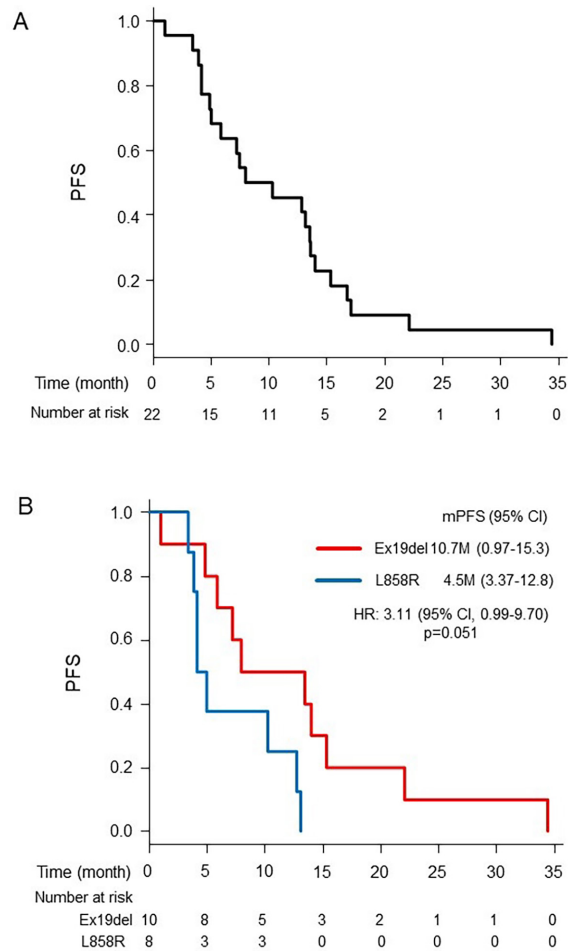 A
1.0
0.8
0.6
0.4
0.2
0.0
PFS
Time (month) 0 5 10 15 20 25 30 35
Number at risk 22 15 11 5 2 1 1 0
B
mPFS (95% CI)
Ex19del 10.7M (0.97-15.3)
L858R 4.5M (3.37-12.8)
HR: 3.11 (95% CI, 0.99-9.70)
p=0.051
1.0
0.8
0.6
0.4
0.2
0.0
PFS
Time (month) 0 5 10 15 20 25 30 35
Number at risk
Ex19del 10 8 5 3 2 1 1 0
L858R 8 3 3 0 0 0 0 0